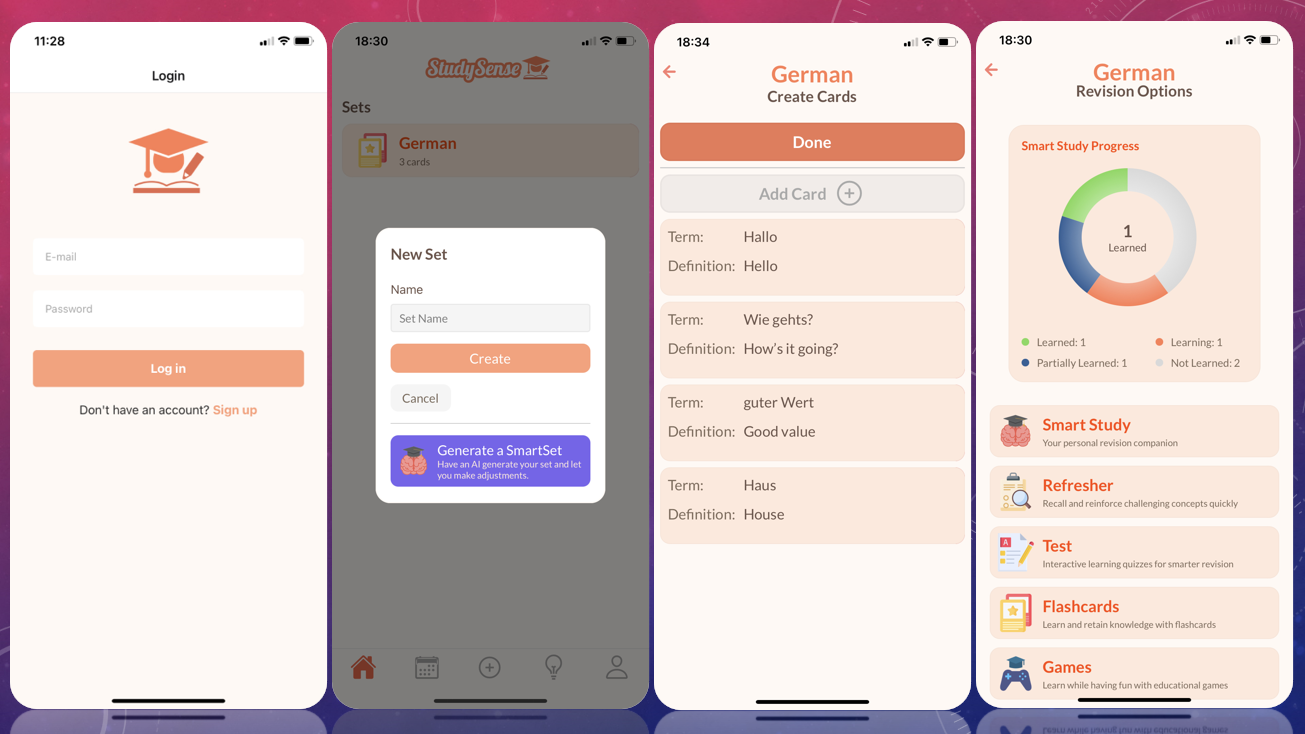 11:28
Login
E-mail
Password
Log in
Don't have an account? Sign up
18:30
StudySense
Sets
German
3 cards
New Set
Name
Set Name
Create
Cancel
Generate a SmartSet
Have an AI generate your set and let
you make adjustments.
18:34
German
Create Cards
Done
Add Card
Term: Hallo
Definition: Hello
Term: Wie gehts?
Definition: How's it going?
Term: guter Wert
Definition: Good value
Term: Haus
Definition: House
18:30
German
Revision Options
Smart Study Progress
1
Learned
Learned: 1
Learning: 1
Partially Learned: 1
Not Learned: 2
Smart Study
Your personal revision companion
Refresher
Recall and reinforce challenging concepts quickly
A
Test
Interactive learning quizzes for smarter revision
Flashcards
Learn and retain knowledge with flashcards
Games
Learn while having fun with educational games